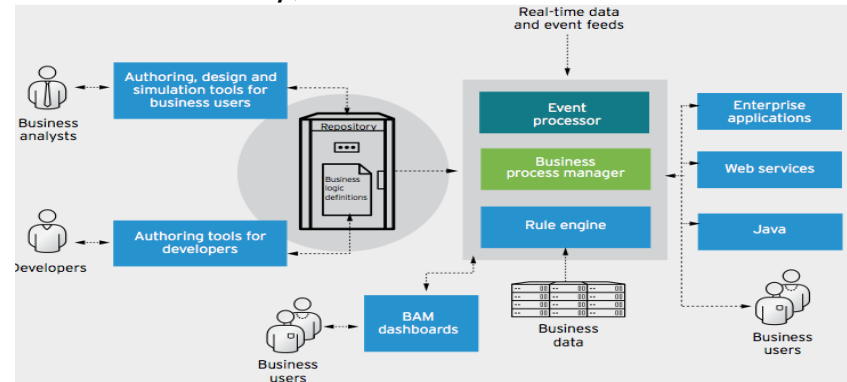 Real-time data
and event feeds
Authoring, design and
simulation tools for
business users
Business
analysts
Repository
Business
logic
definitions
Event
processor
Business
process manager
Rule engine
Enterprise
applications
Web services
Java
Authoring tools for
developers
Developers
BAM
dashboards
Business
users
Business
data
Business
users